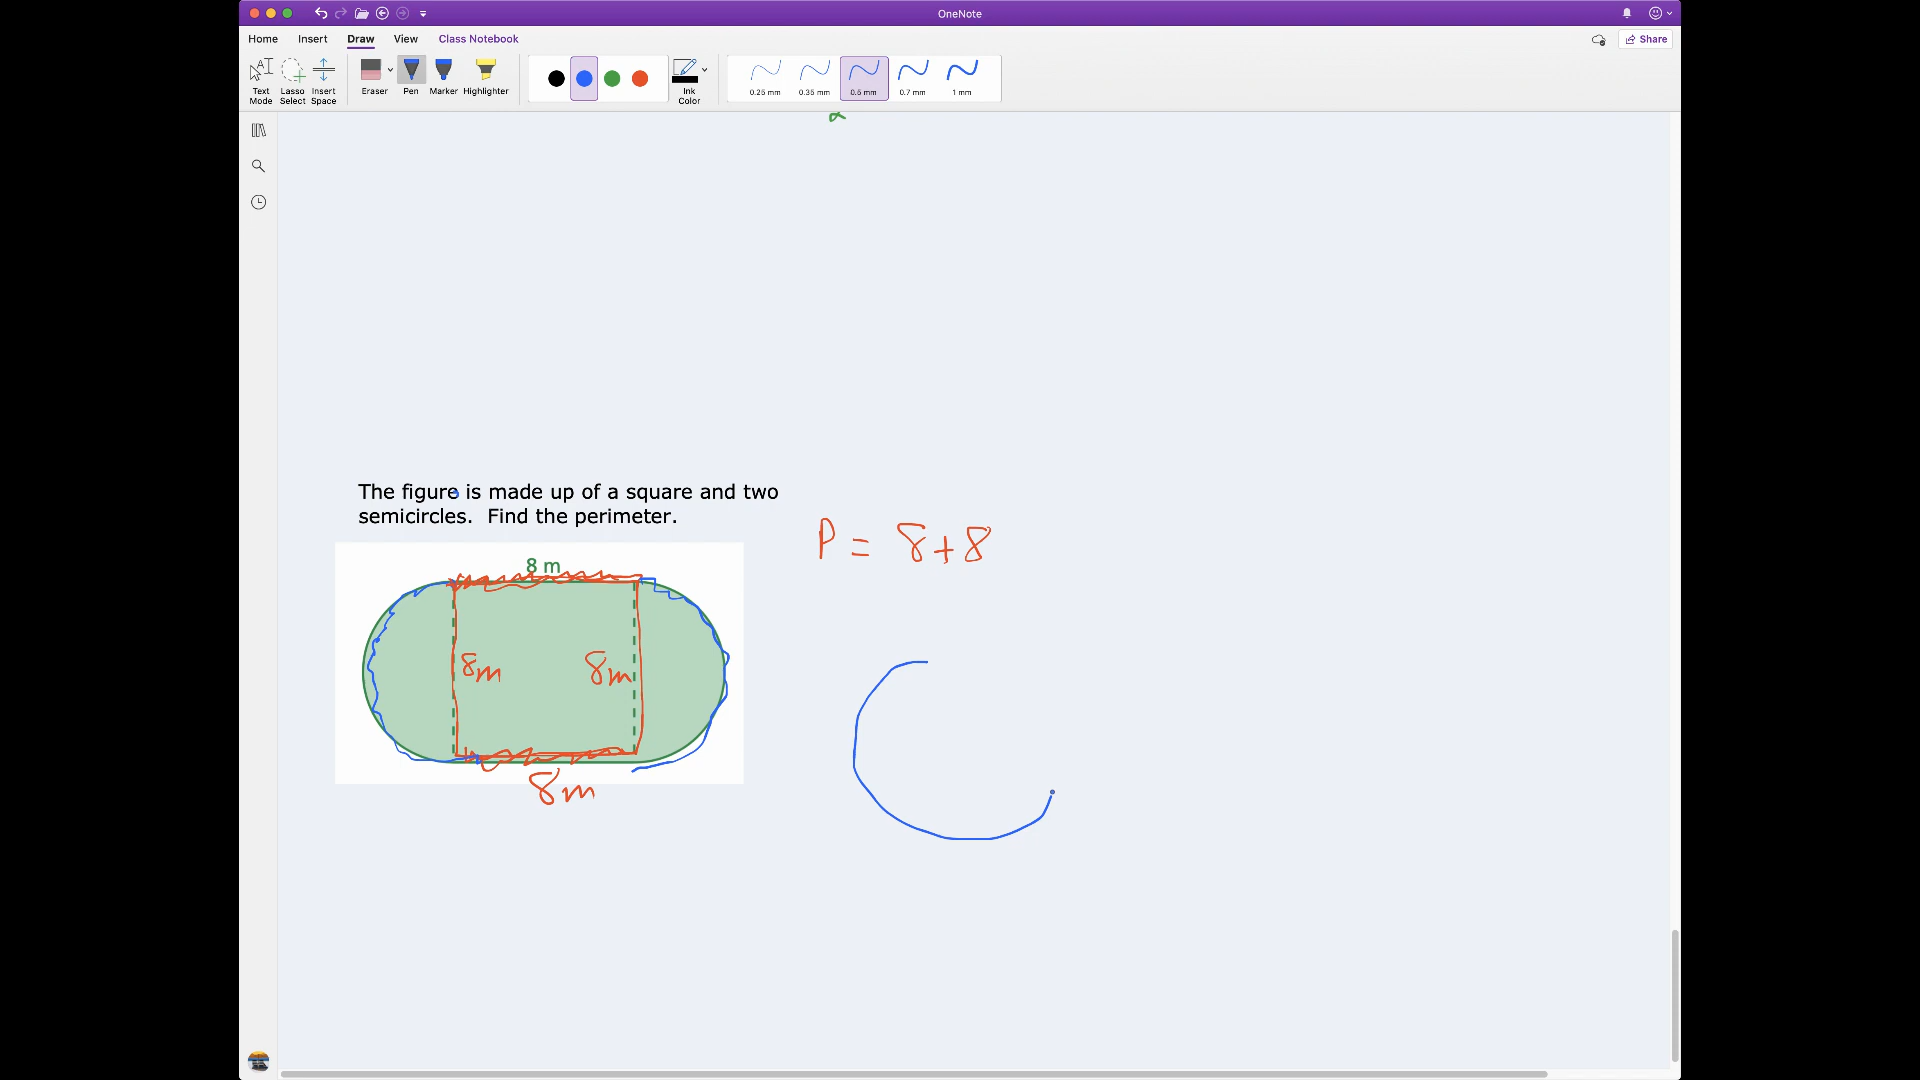 OneNote
Home Insert Draw View Class Notebook Share
Text Mode Lasso Select Insert Space Eraser Pen Marker Highlighter Ink Color 0.25 mm 0.35 mm 0.5 mm 0.7 mm 1 mm
The figure is made up of a square and two
semicircles. Find the perimeter.
P = 8+8
8 m
8m 8m
8m